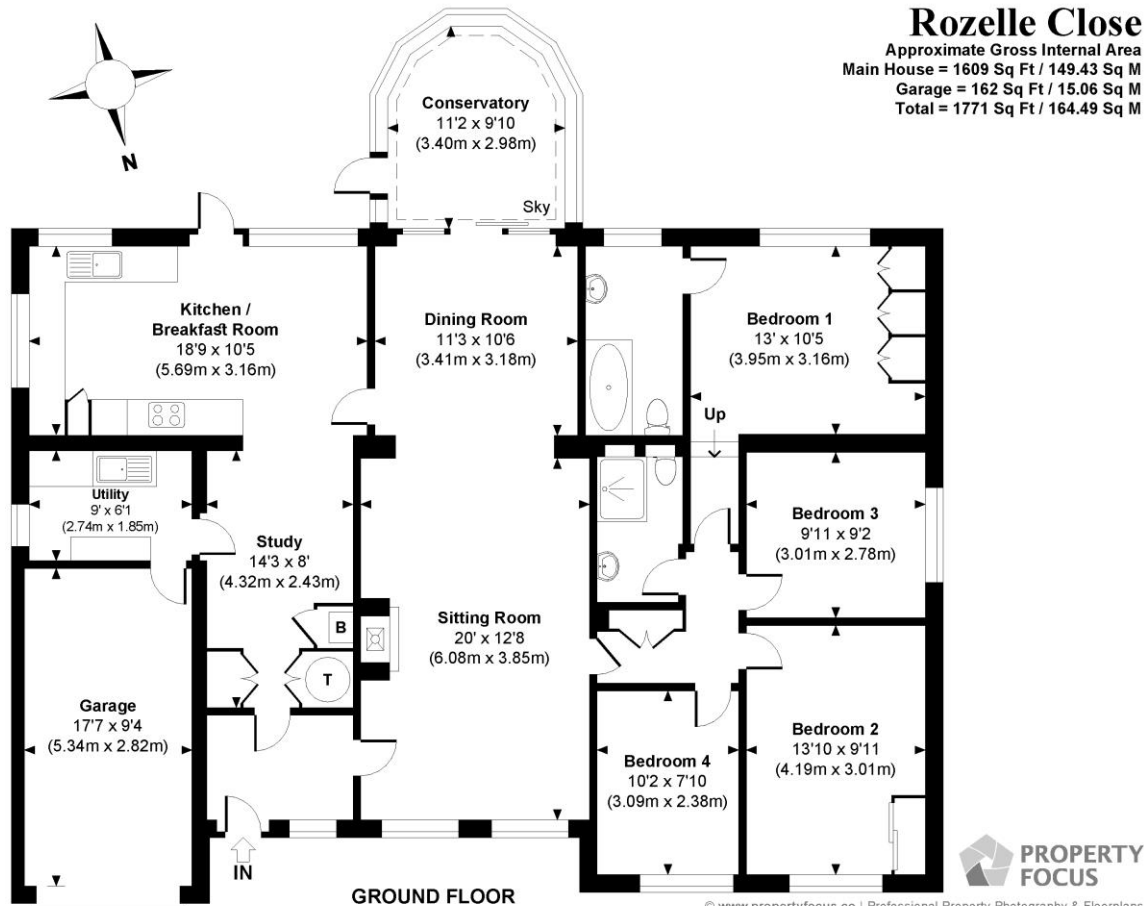 Rozelle Close
Approximate Gross Internal Area
Main House = 1609 Sq Ft / 149.43 Sq M
Garage = 162 Sq Ft / 15.06 Sq M
Total = 1771 Sq Ft / 164.49 Sq M
N
Conservatory
11'2 x 9'10
(3.40m x 2.98m)
Sky
Kitchen /
Breakfast Room
18'9 x 10'5
(5.69m x 3.16m)
Dining Room
11'3 x 10'6
(3.41m x 3.18m)
Bedroom 1
13' x 10'5
(3.95m x 3.16m)
Up
Utility
9' x 6'1
(2.74m x 1.85m)
Study
14'3 x 8'
(4.32m x 2.43m)
Bedroom 3
9'11 x 9'2
(3.01m x 2.78m)
B
T
Sitting Room
20' x 12'8
(6.08m x 3.85m)
Garage
17'7 x 9'4
(5.34m x 2.82m)
Bedroom 4
10'2 x 7'10
(3.09m x 2.38m)
Bedroom 2
13'10 x 9'11
(4.19m x 3.01m)
IN
GROUND FLOOR
PROPERTY
FOCUS
© www.propertyfocus.co | Professional Property Photography & Floorplans